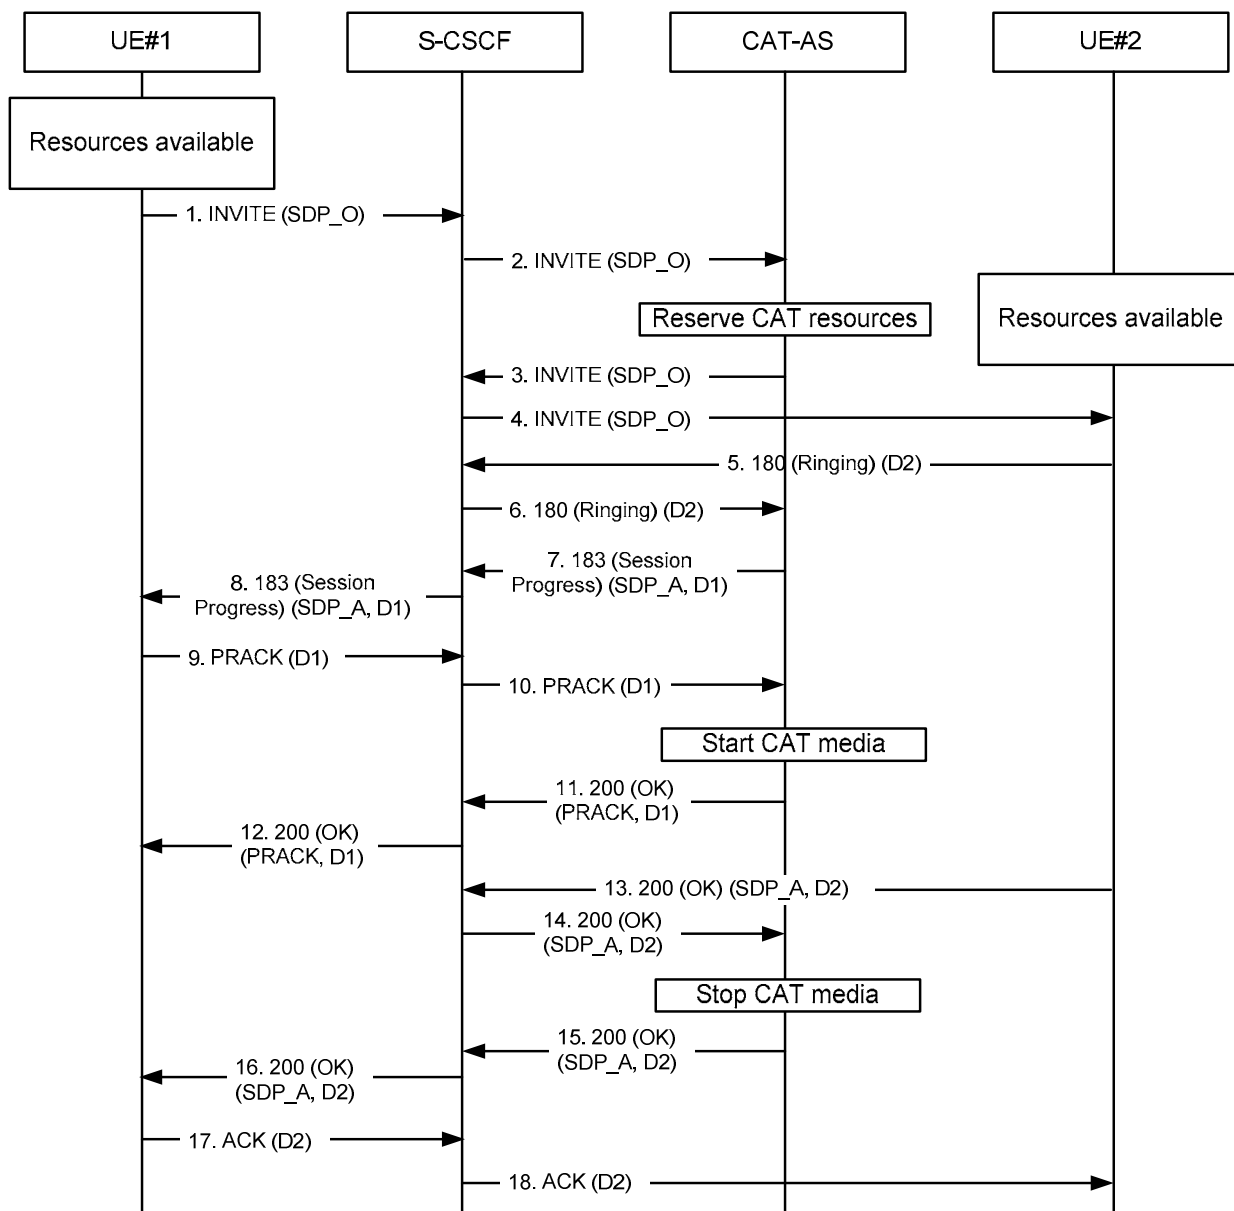 UE#1
S-CSCF
CAT-AS
UE#2
Resources available
1. INVITE (SDP_O)
2. INVITE (SDP_O)
Reserve CAT resources
Resources available
3. INVITE (SDP_O)
4. INVITE (SDP_O)
5. 180 (Ringing) (D2)
6. 180 (Ringing) (D2)
7. 183 (Session
Progress) (SDP_A, D1)
8. 183 (Session
Progress) (SDP_A, D1)
9. PRACK (D1)
10. PRACK (D1)
Start CAT media
11. 200 (OK)
(PRACK, D1)
12. 200 (OK)
(PRACK, D1)
13. 200 (OK) (SDP_A, D2)
14. 200 (OK)
(SDP_A, D2)
Stop CAT media
15. 200 (OK)
(SDP_A, D2)
16. 200 (OK)
(SDP_A, D2)
17. ACK (D2)
18. ACK (D2)